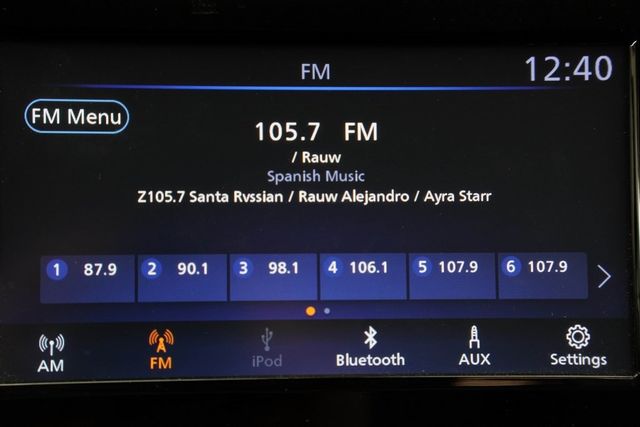 FM 12:40
FM Menu
105.7 FM
/ Rauw
Spanish Music
Z105.7 Santa Rvssian / Rauw Alejandro / Ayra Starr
1 87.9 2 90.1 3 98.1 4 106.1 5 107.9 6 107.9
AM FM iPod Bluetooth AUX Settings